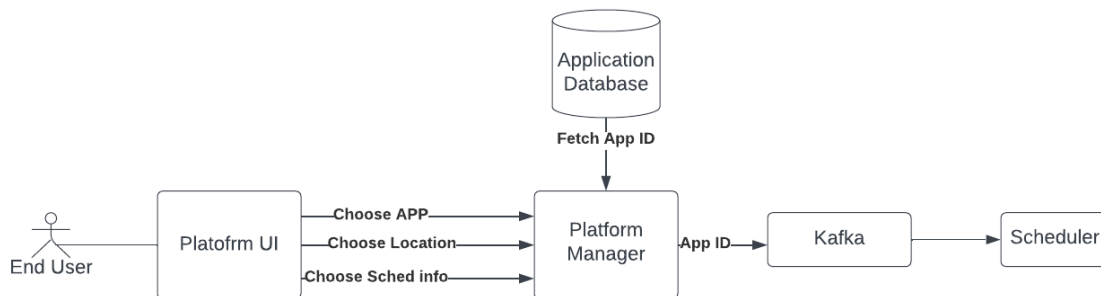 Application
Database
Fetch App ID
End User
Platofrm UI
Choose APP
Choose Location
Choose Sched info
Platform
Manager
App ID
Kafka
Scheduler